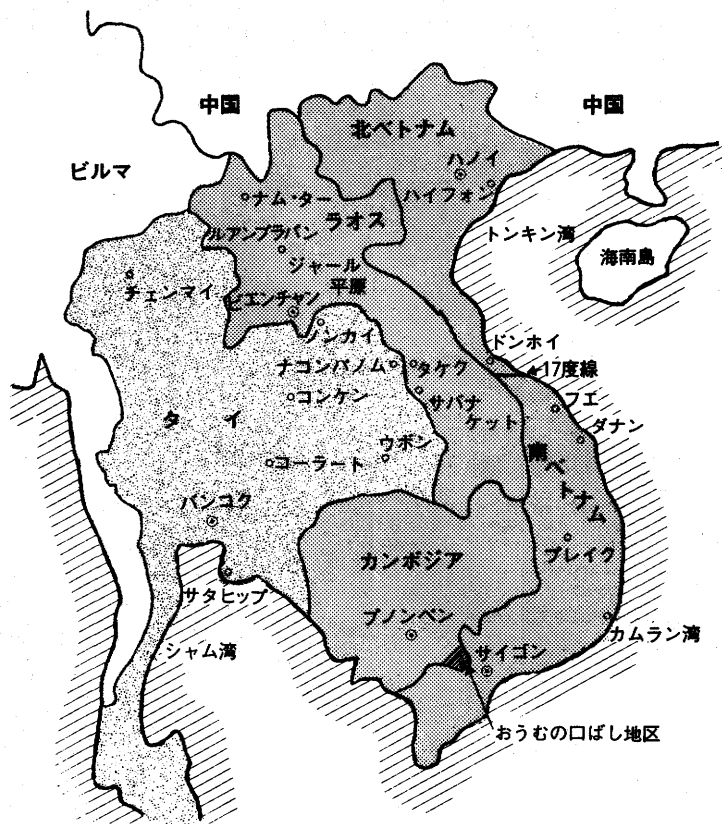 中国
中国
北ベトナム
ハノイ
ビルマ
ナム・ター
ハイフォン
ラオス
ルアンプラバン
トンキン湾
海南島
ジャール
平原
チェンマイ
ビエンチャン
ノンカイ
ドンホイ
ナコンパノム
タケク
17度線
コンケン
サバナ
ケット
フエ
タイ
ダナン
ウボン
コーラート
南ベトナム
バンコク
カンボジア
プレイク
サタヒップ
プノンペン
カムラン湾
シャム湾
サイゴン
おうむの口ばし地区